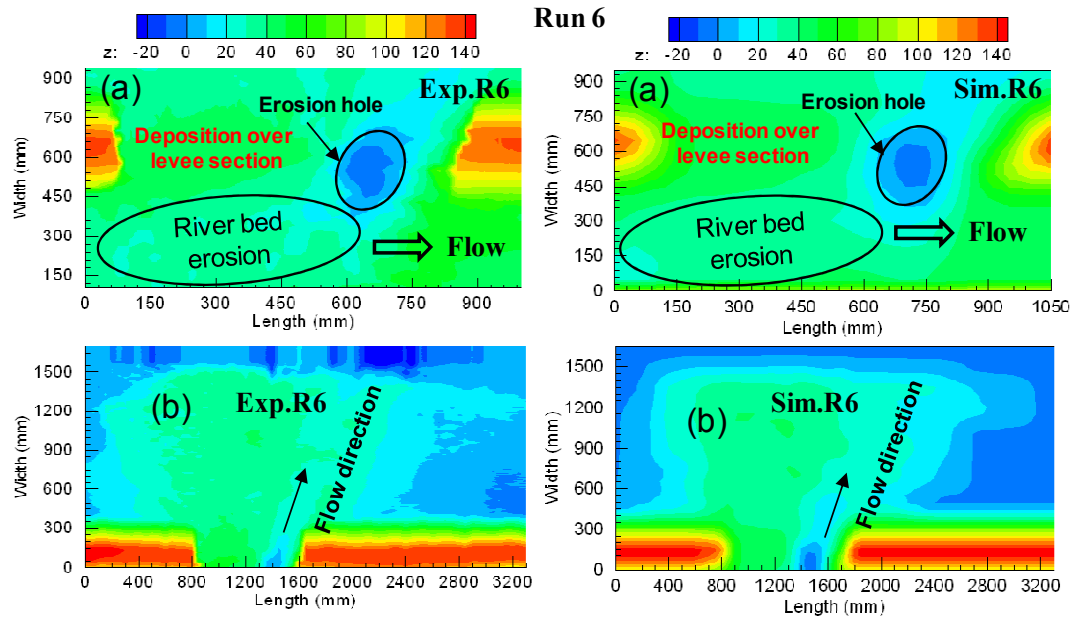 Run 6
z: -20 0 20 40 60 80 100 120 140
z: -20 0 20 40 60 80 100 120 140
(a)
Exp.R6
Erosion hole
Deposition over
levee section
River bed
erosion
Flow
Width (mm)
900
750
600
450
300
150
0 150 300 450 600 750 900
Length (mm)
(a)
Sim.R6
Erosion hole
Deposition over
levee section
River bed
erosion
Flow
Width (mm)
900
750
600
450
300
150
0
0 150 300 450 600 750 900 1050
Length (mm)
(b)
Exp.R6
Flow direction
Width (mm)
1500
1200
900
600
300
0
0 400 800 1200 1600 2000 2400 2800 3200
Length (mm)
(b)
Sim.R6
Flow direction
Width (mm)
1500
1200
900
600
300
0
0 400 800 1200 1600 2000 2400 2800 3200
Length (mm)